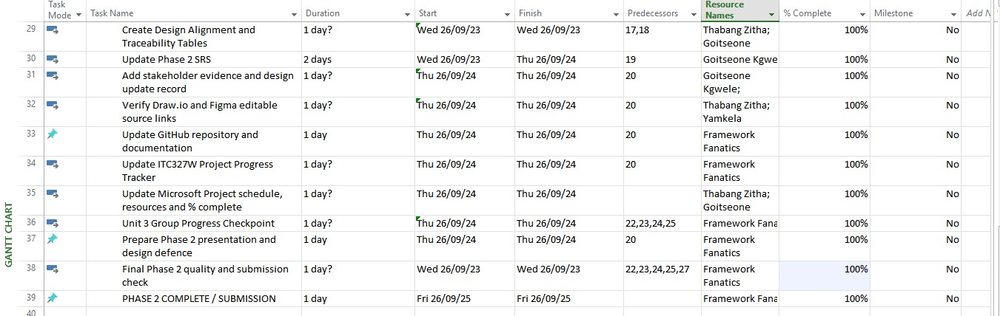 Task
Mode
Task Name
Duration
Start
Finish
Predecessors
Resource
Names
% Complete
Milestone
Add N
29 Create Design Alignment and 1 day? Wed 26/09/23 Wed 26/09/23 17,18 Thabang Zitha; 100% No
Traceability Tables Goitseone
30 Update Phase 2 SRS 2 days Wed 26/09/23 Thu 26/09/24 19 Goitseone Kgwe 100% No
31 Add stakeholder evidence and design 1 day? Thu 26/09/24 Thu 26/09/24 20 Goitseone 100% No
update record Kgwele;
32 Verify Draw.io and Figma editable 1 day? Thu 26/09/24 Thu 26/09/24 20 Thabang Zitha; 100% No
source links Yamkela
33 Update GitHub repository and 1 day Thu 26/09/24 Thu 26/09/24 20 Framework 100% No
documentation Fanatics
34 Update ITC327W Project Progress 1 day? Thu 26/09/24 Thu 26/09/24 20 Framework 100% No
Tracker Fanatics
35 Update Microsoft Project schedule, 1 day? Thu 26/09/24 Thu 26/09/24 Thabang Zitha; 100% No
resources and % complete Goitseone
36 Unit 3 Group Progress Checkpoint 1 day? Thu 26/09/24 Thu 26/09/24 22,23,24,25 Framework Fana 100% No
37 Prepare Phase 2 presentation and 1 day Thu 26/09/24 Thu 26/09/24 20 Framework 100% No
design defence Fanatics
38 Final Phase 2 quality and submission 1 day? Wed 26/09/23 Wed 26/09/23 22,23,24,25,27 Framework 100% No
check Fanatics
39 PHASE 2 COMPLETE / SUBMISSION 1 day Fri 26/09/25 Fri 26/09/25 Framework Fana 100% No
40
GANTT CHART